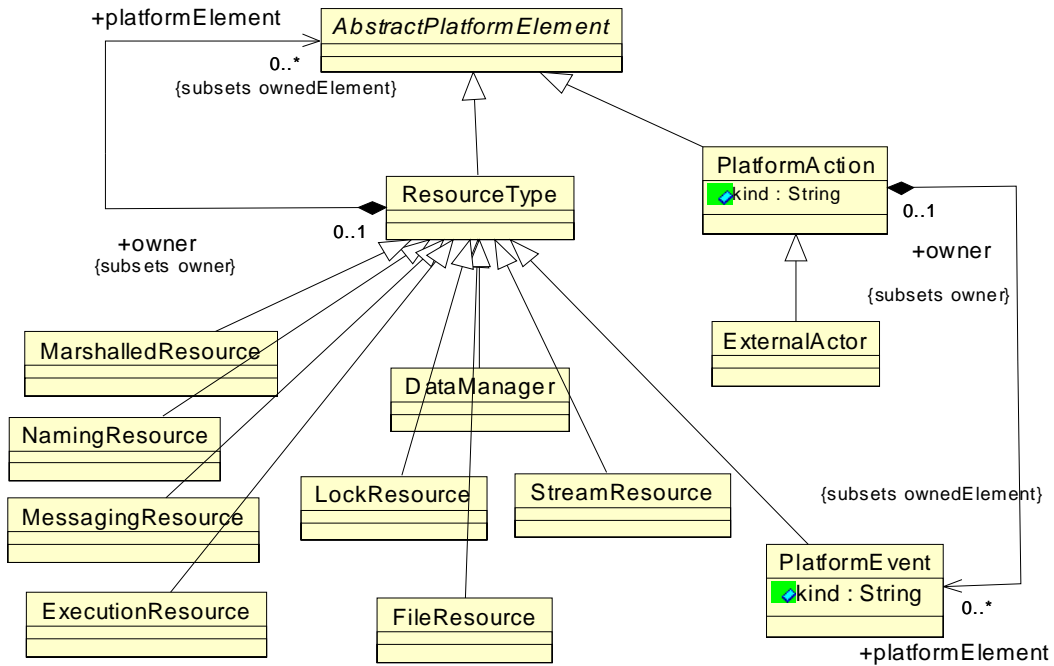 +platformElement
AbstractPlatformElement
0..*
{subsets ownedElement}
PlatformAction
kind : String
ResourceType
0..1
0..1
+owner
{subsets owner}
+owner
{subsets owner}
ExternalActor
MarshalledResource
DataManager
NamingResource
LockResource
StreamResource
{subsets ownedElement}
MessagingResource
PlatformEvent
kind : String
ExecutionResource
FileResource
0..*
+platformElement